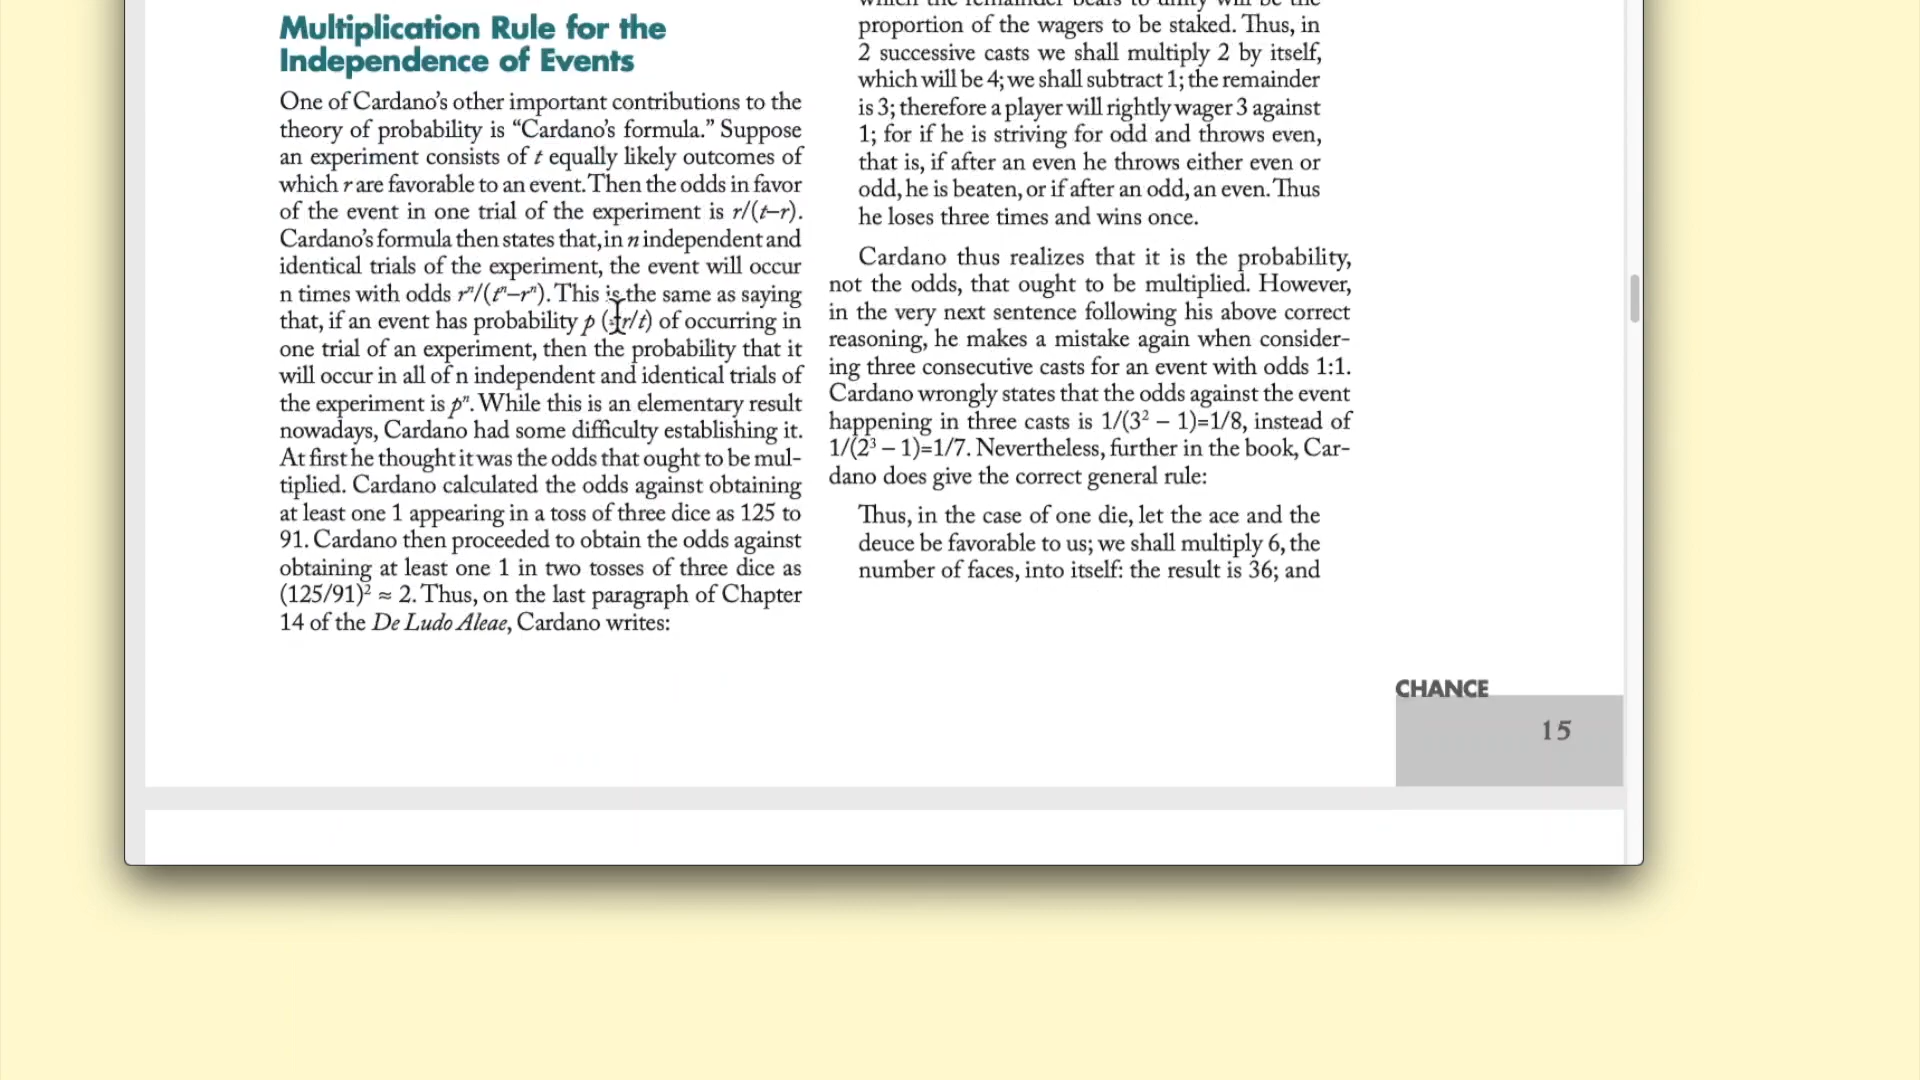 Multiplication Rule for the
Independence of Events
One of Cardano's other important contributions to the
theory of probability is “Cardano's formula.” Suppose
an experiment consists of t equally likely outcomes of
which r are favorable to an event. Then the odds in favor
of the event in one trial of the experiment is r/(t–r).
Cardano's formula then states that, in n independent and
identical trials of the experiment, the event will occur
n times with odds rⁿ/(tⁿ–rⁿ). This is the same as saying
that, if an event has probability p (=r/t) of occurring in
one trial of an experiment, then the probability that it
will occur in all of n independent and identical trials of
the experiment is pⁿ. While this is an elementary result
nowadays, Cardano had some difficulty establishing it.
At first he thought it was the odds that ought to be mul-
tiplied. Cardano calculated the odds against obtaining
at least one 1 appearing in a toss of three dice as 125 to
91. Cardano then proceeded to obtain the odds against
obtaining at least one 1 in two tosses of three dice as
(125/91)² ≈ 2. Thus, on the last paragraph of Chapter
14 of the De Ludo Aleae, Cardano writes:
which the remainder bears to unity will be the
proportion of the wagers to be staked. Thus, in
2 successive casts we shall multiply 2 by itself,
which will be 4; we shall subtract 1; the remainder
is 3; therefore a player will rightly wager 3 against
1; for if he is striving for odd and throws even,
that is, if after an even he throws either even or
odd, he is beaten, or if after an odd, an even. Thus
he loses three times and wins once.
Cardano thus realizes that it is the probability,
not the odds, that ought to be multiplied. However,
in the very next sentence following his above correct
reasoning, he makes a mistake again when consider-
ing three consecutive casts for an event with odds 1:1.
Cardano wrongly states that the odds against the event
happening in three casts is 1/(3² – 1)=1/8, instead of
1/(2³ – 1)=1/7. Nevertheless, further in the book, Car-
dano does give the correct general rule:
Thus, in the case of one die, let the ace and the
deuce be favorable to us; we shall multiply 6, the
number of faces, into itself: the result is 36; and
CHANCE
15